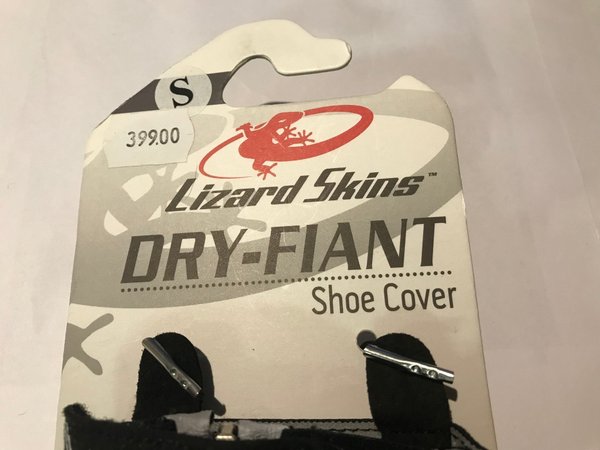 S
399.00
Lizard Skins™
DRY-FIANT
Shoe Cover